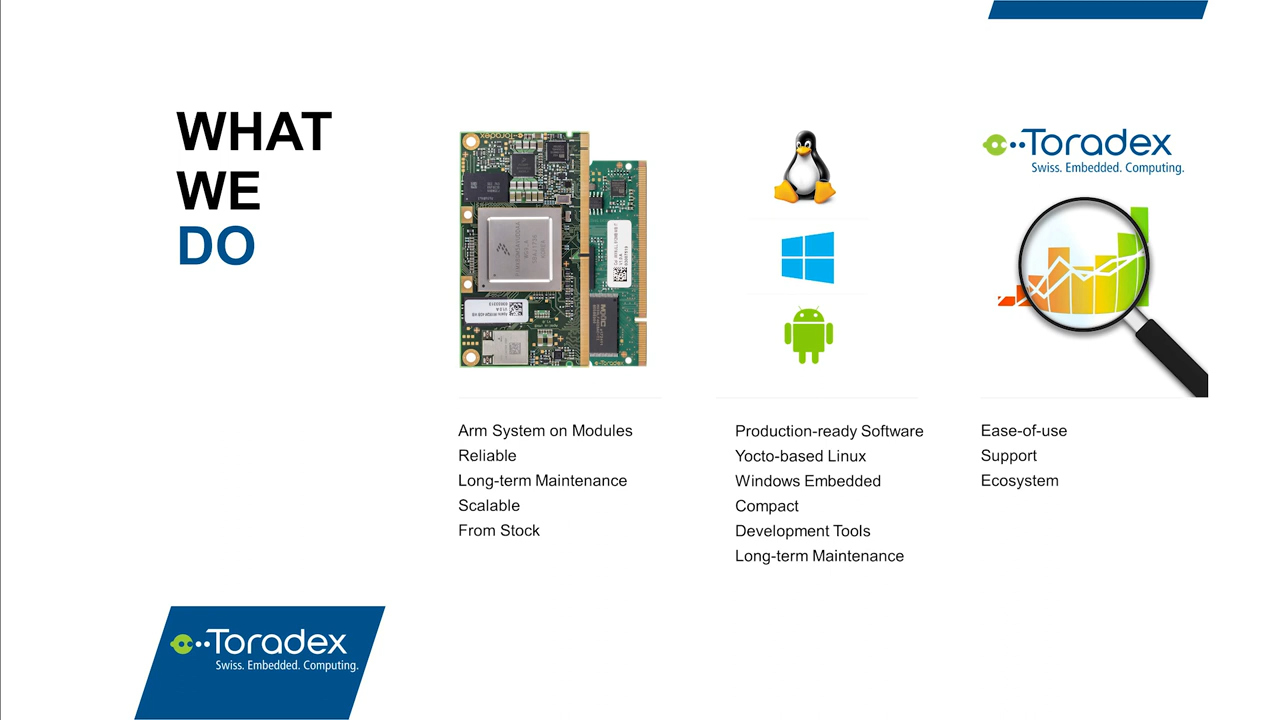 WHAT
WE
DO
Toradex
Swiss. Embedded. Computing.
Arm System on Modules
Reliable
Long-term Maintenance
Scalable
From Stock
Production-ready Software
Yocto-based Linux
Windows Embedded
Compact
Development Tools
Long-term Maintenance
Ease-of-use
Support
Ecosystem
Toradex
Swiss. Embedded. Computing.